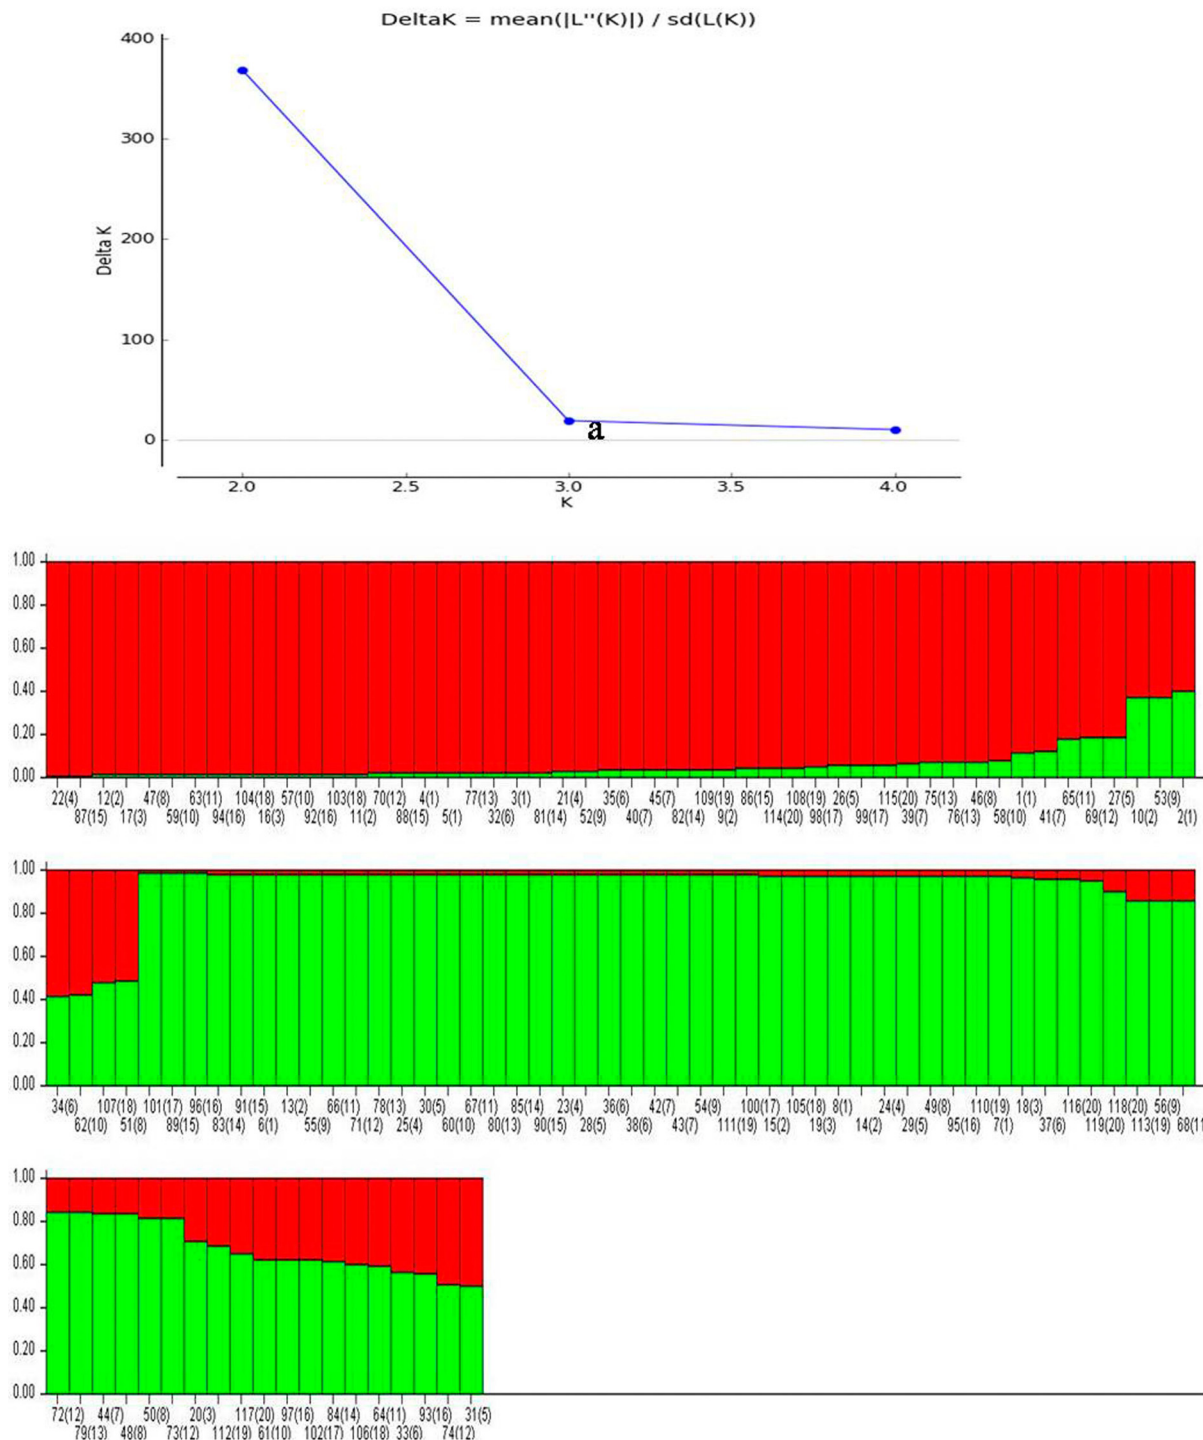 DeltaK = mean(|L''(K)|) / sd(L(K))
400
300
200
100
0
Delta K
a
2.0 2.5 3.0 3.5 4.0
K
1.00
0.80
0.60
0.40
0.20
0.00
22(4) 12(2) 47(8) 63(11) 104(18) 57(10) 103(18) 70(12) 4(1) 77(13) 3(1) 21(4) 35(6) 45(7) 109(19) 86(15) 108(19) 26(5) 115(20) 75(13) 46(8) 1(1) 65(11) 27(5) 53(9)
87(15) 17(3) 59(10) 94(16) 16(3) 92(16) 11(2) 88(15) 5(1) 32(6) 81(14) 52(9) 40(7) 82(14) 9(2) 114(20) 98(17) 99(17) 39(7) 76(13) 58(10) 41(7) 69(12) 10(2) 2(1)
1.00
0.80
0.60
0.40
0.20
0.00
34(6) 107(18) 101(17) 96(16) 91(15) 13(2) 66(11) 78(13) 30(5) 67(11) 85(14) 23(4) 36(6) 42(7) 54(9) 100(17) 105(18) 8(1) 24(4) 49(8) 110(19) 18(3) 116(20) 118(20) 56(9)
62(10) 51(8) 89(15) 83(14) 6(1) 55(9) 71(12) 25(4) 60(10) 80(13) 90(15) 28(5) 38(6) 43(7) 111(19) 15(2) 19(3) 14(2) 29(5) 95(16) 7(1) 37(6) 119(20) 113(19) 68(11
1.00
0.80
0.60
0.40
0.20
0.00
72(12) 44(7) 50(8) 20(3) 117(20) 97(16) 84(14) 64(11) 93(16) 31(5)
79(13) 48(8) 73(12) 112(19) 61(10) 102(17) 106(18) 33(6) 74(12)